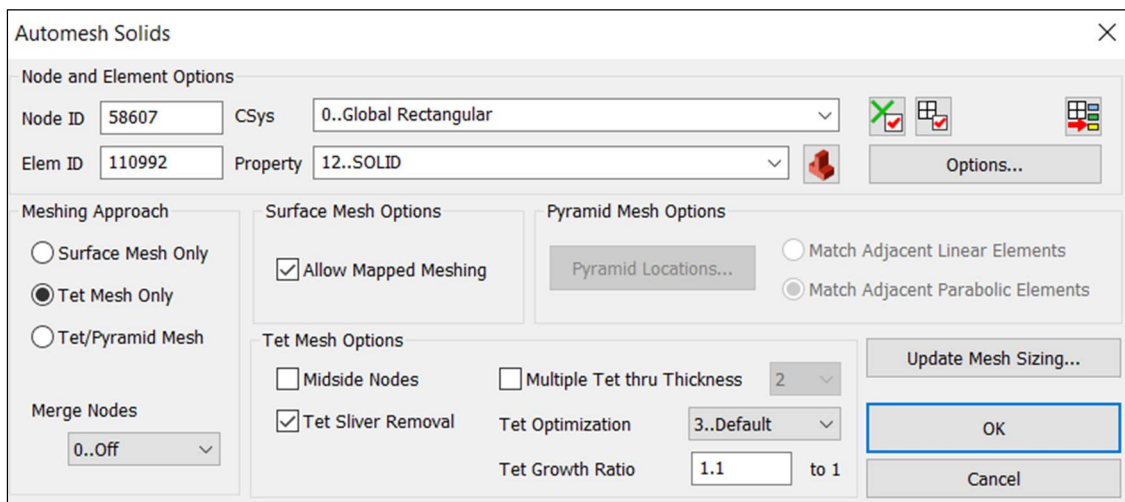 Automesh Solids
Node and Element Options
Node ID 58607 CSys 0..Global Rectangular
Elem ID 110992 Property 12..SOLID Options...
Meshing Approach
Surface Mesh Only
Tet Mesh Only
Tet/Pyramid Mesh
Merge Nodes
0..Off
Surface Mesh Options
Allow Mapped Meshing
Pyramid Mesh Options
Pyramid Locations...
Match Adjacent Linear Elements
Match Adjacent Parabolic Elements
Tet Mesh Options
Midside Nodes
Multiple Tet thru Thickness 2
Tet Sliver Removal
Tet Optimization 3..Default
Tet Growth Ratio 1.1 to 1
Update Mesh Sizing...
OK
Cancel